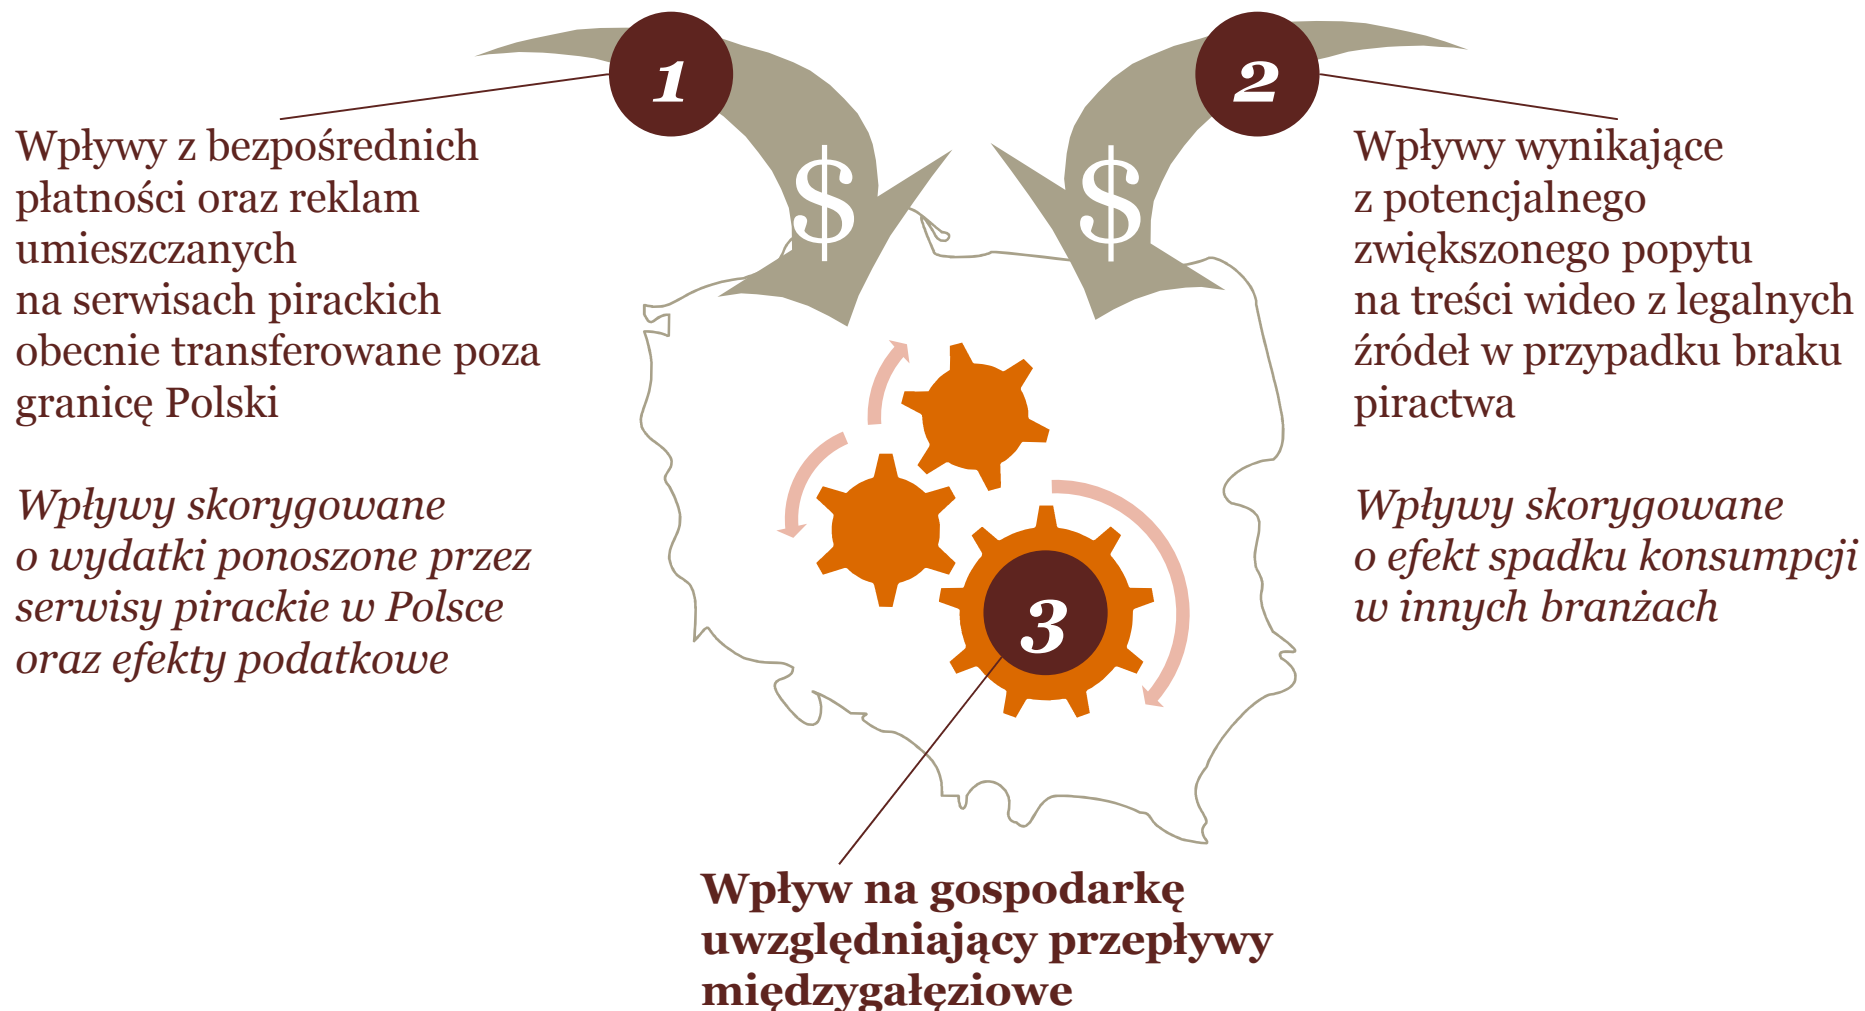 1
Wpływy z bezpośrednich
płatności oraz reklam
umieszczanych
na serwisach pirackich
obecnie transferowane poza
granicę Polski
Wpływy skorygowane
o wydatki ponoszone przez
serwisy pirackie w Polsce
oraz efekty podatkowe
$
$
2
Wpływy wynikające
z potencjalnego
zwiększonego popytu
na treści wideo z legalnych
źródeł w przypadku braku
piractwa
Wpływy skorygowane
o efekt spadku konsumpcji
w innych branżach
3
Wpływ na gospodarkę
uwzględniający przepływy
międzygałęziowe